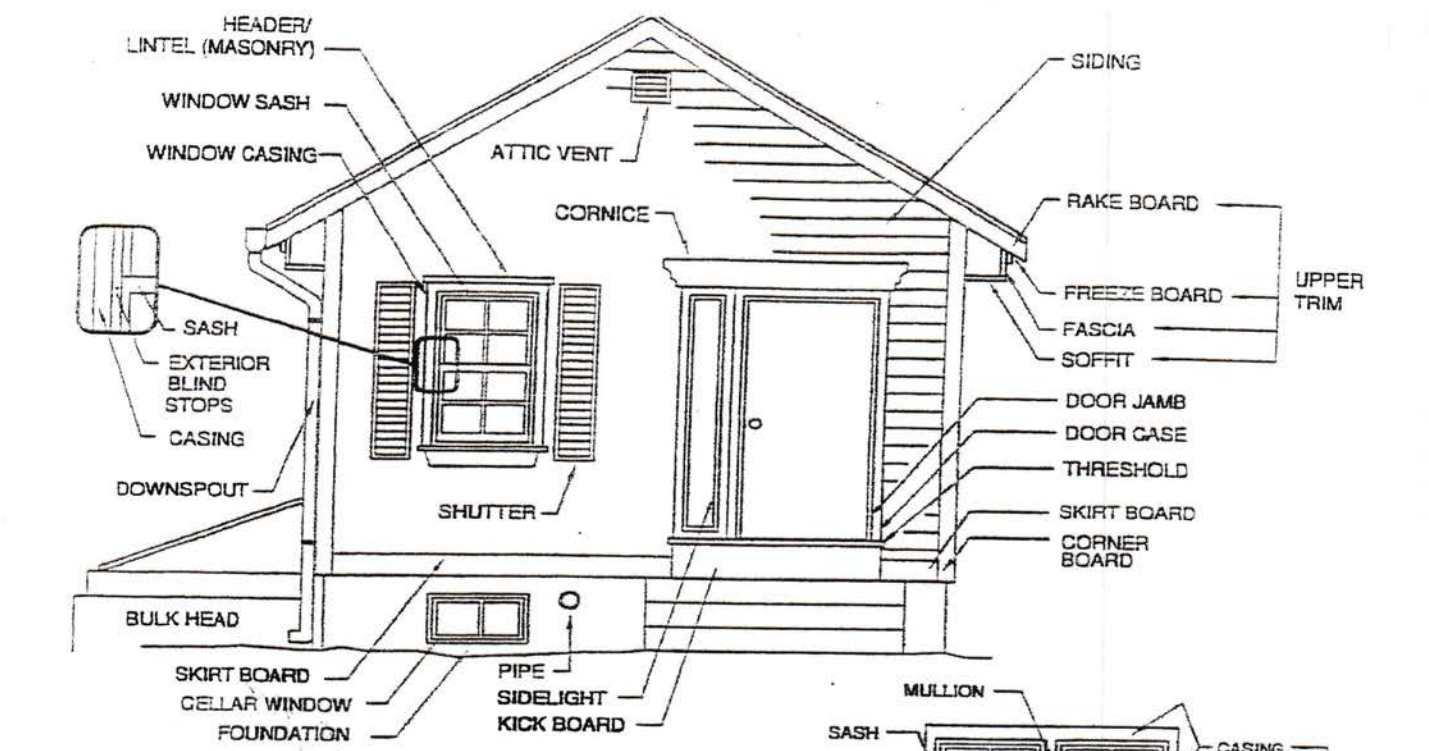 HEADER/
LINTEL (MASONRY)
WINDOW SASH
WINDOW CASING
ATTIC VENT
CORNICE
SIDING
RAKE BOARD
FREEZE BOARD
FASCIA
SOFFIT
UPPER
TRIM
SASH
EXTERIOR
BLIND
STOPS
CASING
DOWNSPOUT
SHUTTER
DOOR JAMB
DOOR CASE
THRESHOLD
SKIRT BOARD
CORNER
BOARD
BULK HEAD
SKIRT BOARD
CELLAR WINDOW
FOUNDATION
PIPE
SIDELIGHT
KICK BOARD
MULLION
SASH
CASING